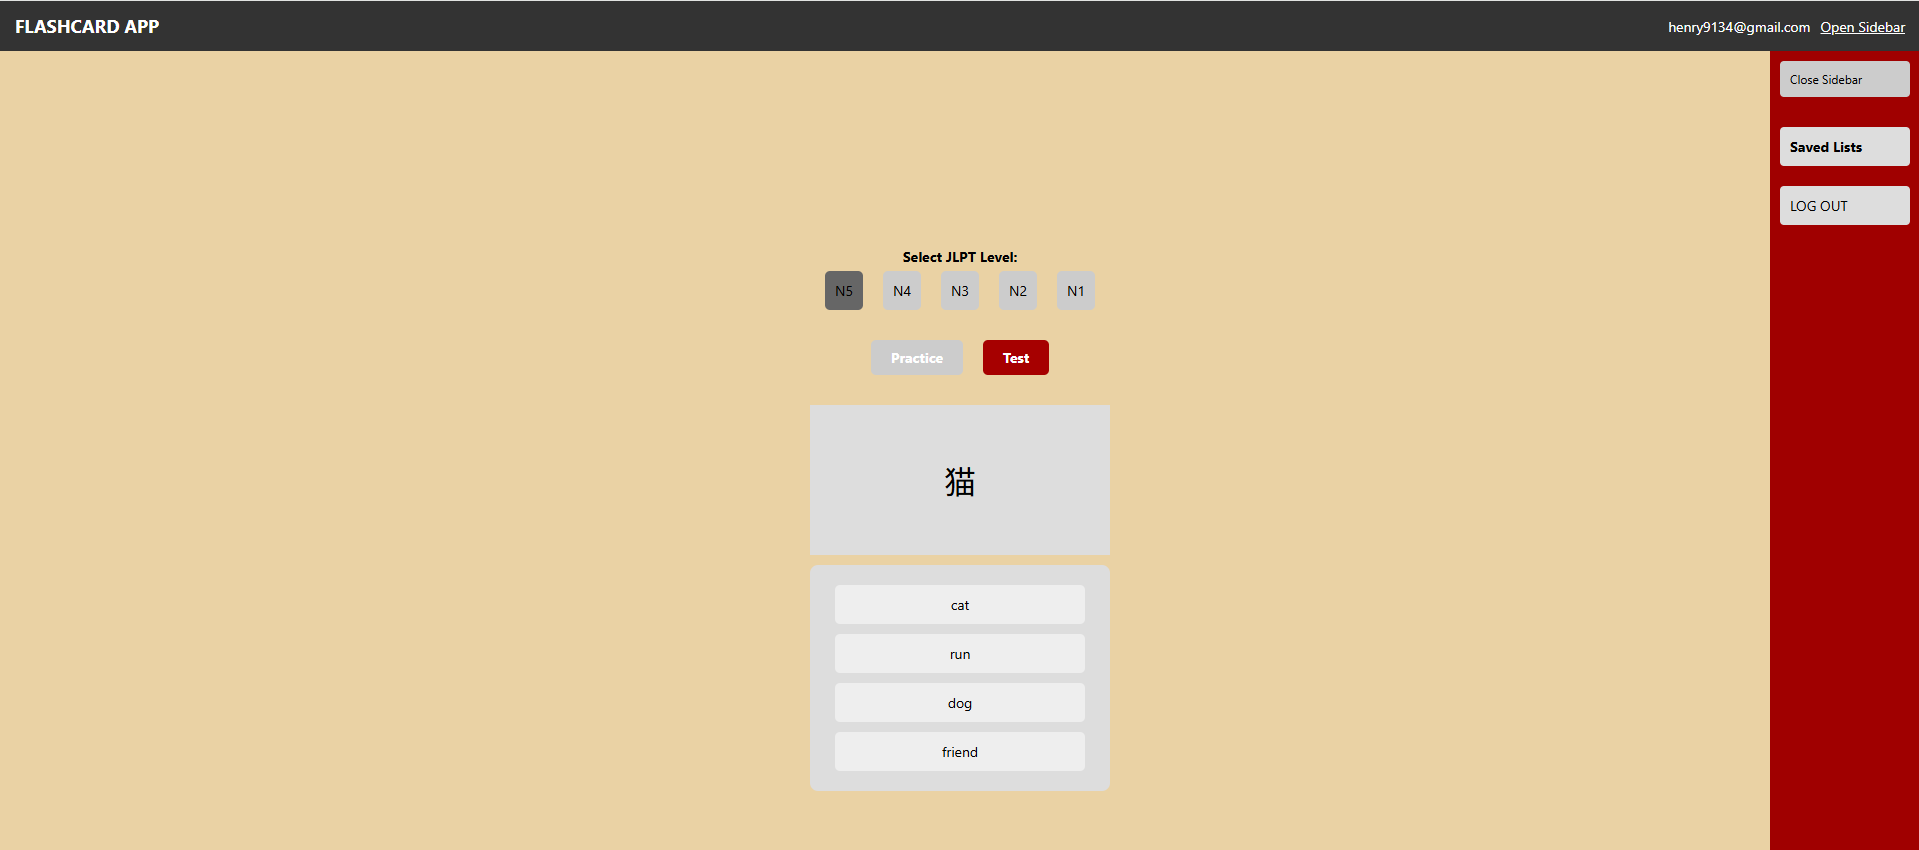 FLASHCARD APP
henry9134@gmail.com Open Sidebar
Close Sidebar
Saved Lists
LOG OUT
Select JLPT Level:
N5 N4 N3 N2 N1
Practice Test
猫
cat
run
dog
friend